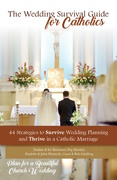 The Wedding Survival Guide
for Catholics
44 Strategies to Survive Wedding Planning
and Thrive in a Catholic Marriage
Plan for a Beautiful
Church Wedding